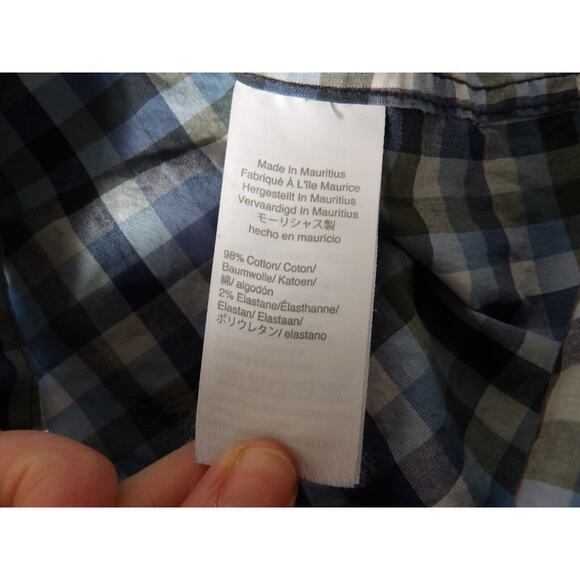 Made In Mauritius
Fabriqué À L'île Maurice
Hergestellt In Mauritius
Vervaardigd In Mauritius
モーリシャス製
hecho en mauricio
98% Cotton/ Coton/
Baumwolle/ Katoen/
綿/ algodón
2% Elastane/Élasthanne/
Elastan/ Elastaan/
ポリウレタン/ elastano